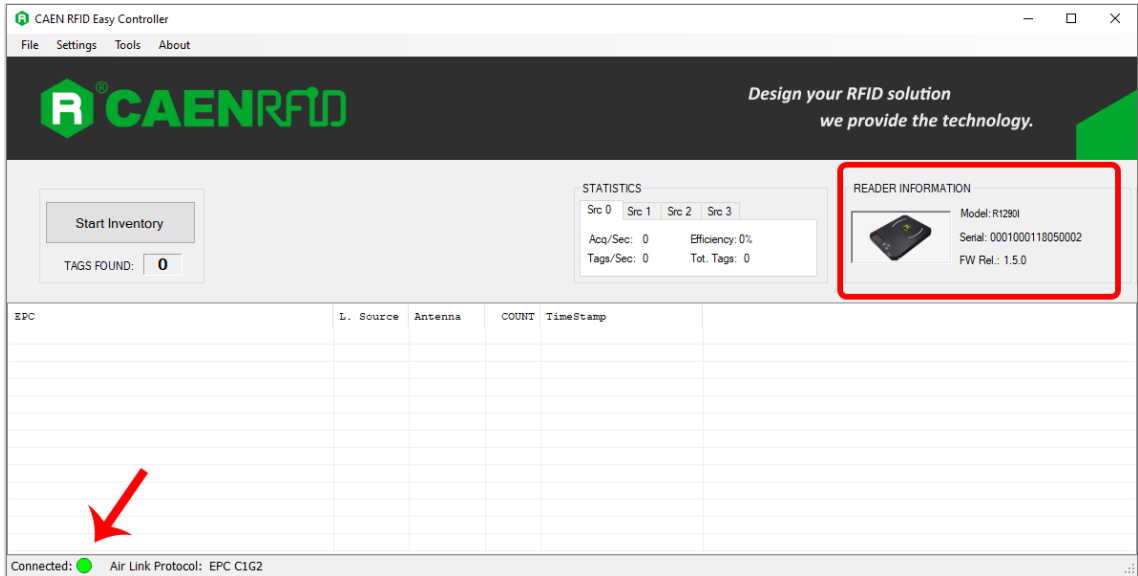 CAEN RFID Easy Controller
File Settings Tools About
R® CAENRFID
Design your RFID solution
we provide the technology.
Start Inventory
TAGS FOUND: 0
STATISTICS
Src 0 Src 1 Src 2 Src 3
Acq/Sec: 0 Efficiency: 0%
Tags/Sec: 0 Tot. Tags: 0
READER INFORMATION
Model: R1290I
Serial: 0001000118050002
FW Rel.: 1.5.0
EPC L. Source Antenna COUNT TimeStamp
Connected: Air Link Protocol: EPC C1G2